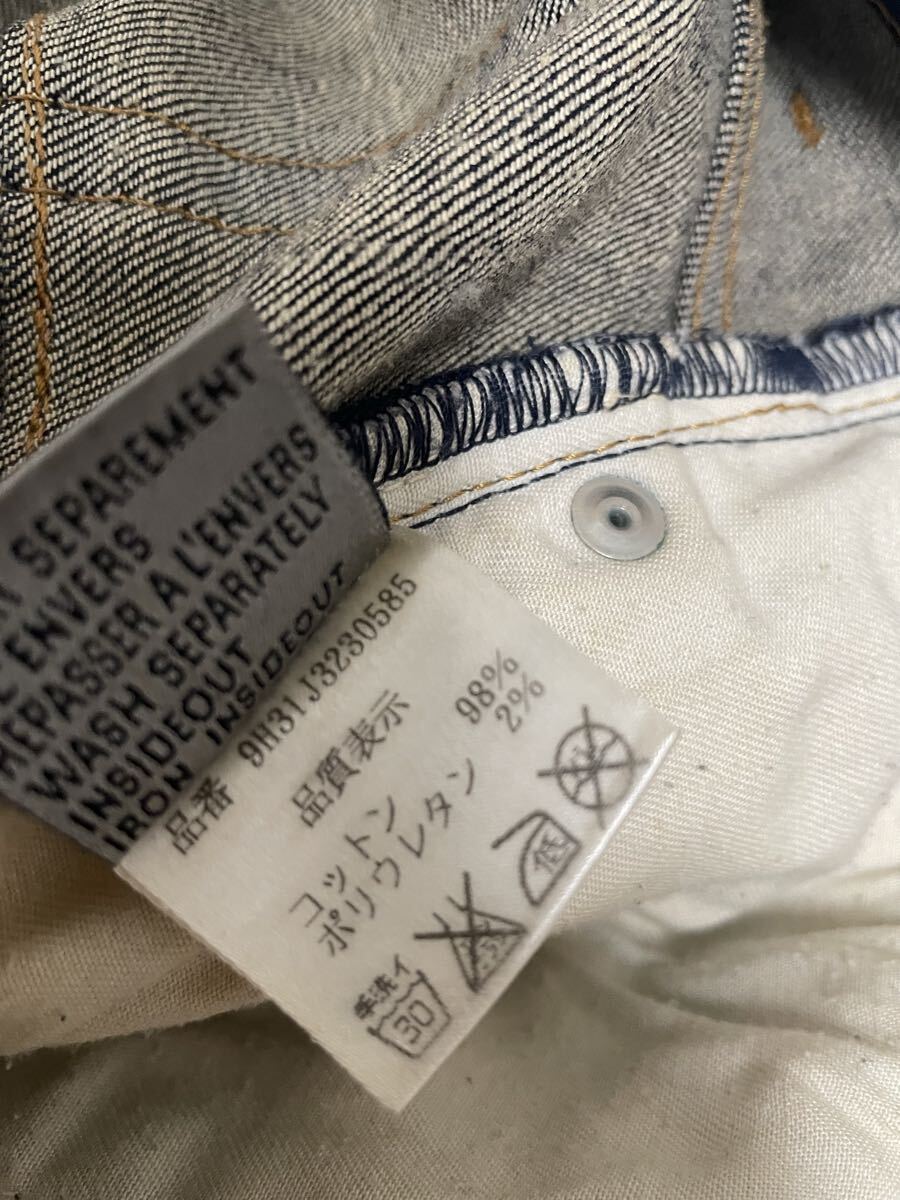 SEPAREMENT
L'ENVERS
REPASSER A L'ENVERS
WASH SEPARATELY
INSIDEOUT
IRON INSIDEOUT
品番 9H31J3230585
品質表示
コットン 98%
ポリウレタン 2%
手洗イ
30
低